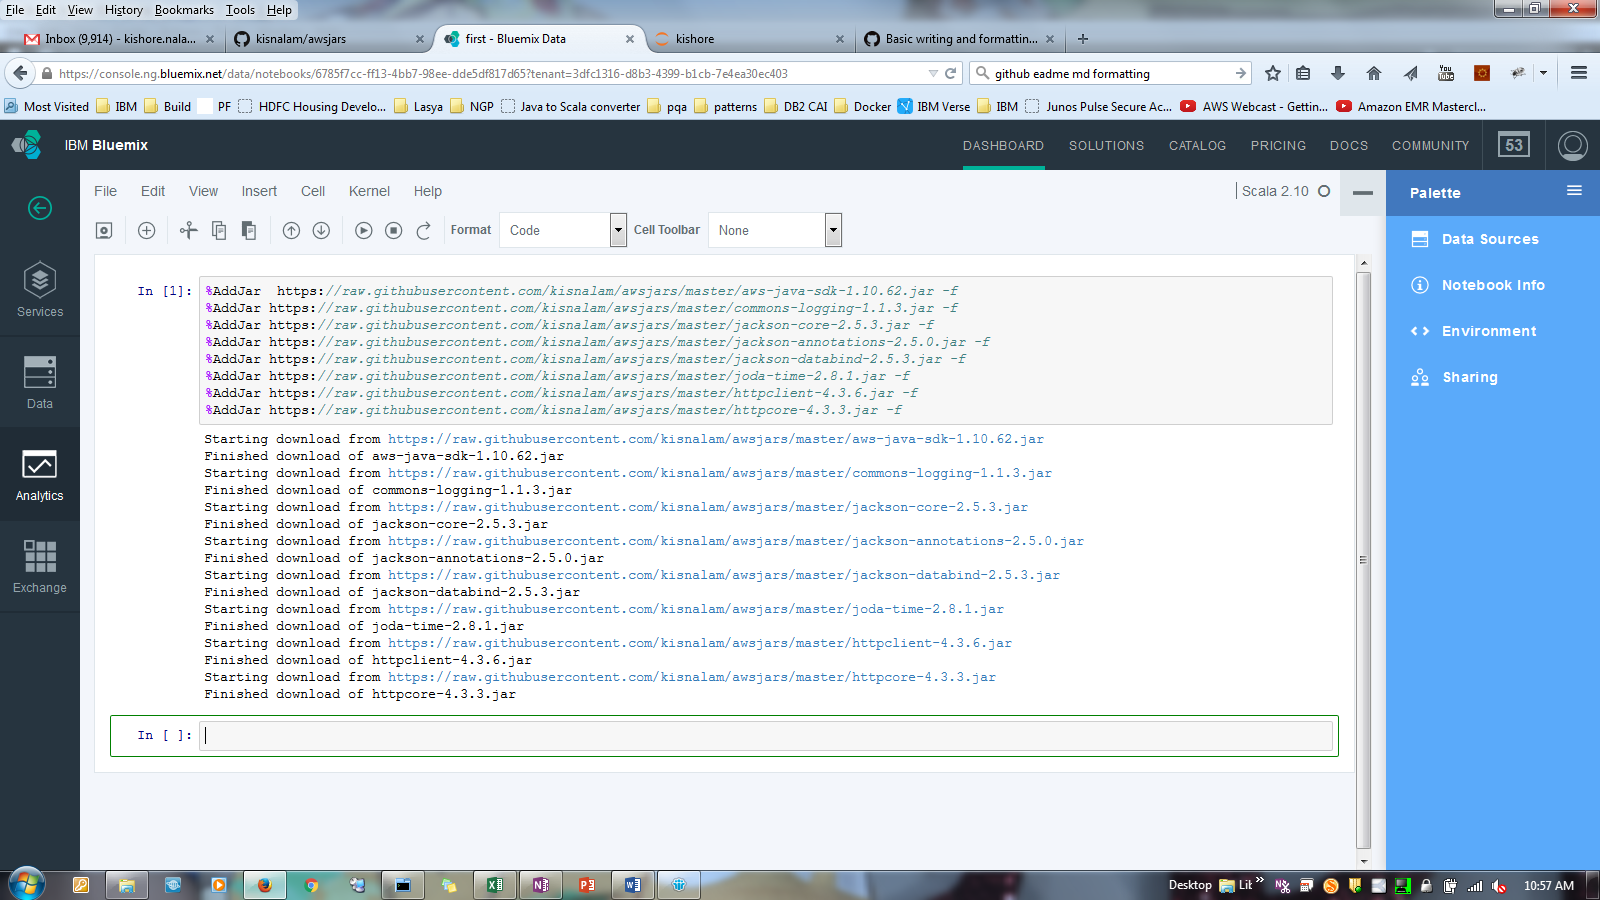 File Edit View History Bookmarks Tools Help
Inbox (9,914) - kishore.nala... kisnalam/awsjars first - Bluemix Data kishore Basic writing and formattin...
https://console.ng.bluemix.net/data/notebooks/6785f7cc-ff13-4bb7-98ee-dde5df817d65?tenant=3dfc1316-d8b3-4399-b1cb-7e4ea30ec403 github eadme md formatting
Most Visited IBM Build PF HDFC Housing Develo... Lasya NGP Java to Scala converter pqa patterns DB2 CAI Docker IBM Verse IBM Junos Pulse Secure Ac... AWS Webcast - Gettin... Amazon EMR Mastercl...
IBM Bluemix DASHBOARD SOLUTIONS CATALOG PRICING DOCS COMMUNITY 53
File Edit View Insert Cell Kernel Help Scala 2.10
Format Code Cell Toolbar None
Services
Data
Analytics
Exchange
In [1]: %AddJar  https://raw.githubusercontent.com/kisnalam/awsjars/master/aws-java-sdk-1.10.62.jar -f
%AddJar https://raw.githubusercontent.com/kisnalam/awsjars/master/commons-logging-1.1.3.jar -f
%AddJar https://raw.githubusercontent.com/kisnalam/awsjars/master/jackson-core-2.5.3.jar -f
%AddJar https://raw.githubusercontent.com/kisnalam/awsjars/master/jackson-annotations-2.5.0.jar -f
%AddJar https://raw.githubusercontent.com/kisnalam/awsjars/master/jackson-databind-2.5.3.jar -f
%AddJar https://raw.githubusercontent.com/kisnalam/awsjars/master/joda-time-2.8.1.jar -f
%AddJar https://raw.githubusercontent.com/kisnalam/awsjars/master/httpclient-4.3.6.jar -f
%AddJar https://raw.githubusercontent.com/kisnalam/awsjars/master/httpcore-4.3.3.jar -f
Starting download from https://raw.githubusercontent.com/kisnalam/awsjars/master/aws-java-sdk-1.10.62.jar
Finished download of aws-java-sdk-1.10.62.jar
Starting download from https://raw.githubusercontent.com/kisnalam/awsjars/master/commons-logging-1.1.3.jar
Finished download of commons-logging-1.1.3.jar
Starting download from https://raw.githubusercontent.com/kisnalam/awsjars/master/jackson-core-2.5.3.jar
Finished download of jackson-core-2.5.3.jar
Starting download from https://raw.githubusercontent.com/kisnalam/awsjars/master/jackson-annotations-2.5.0.jar
Finished download of jackson-annotations-2.5.0.jar
Starting download from https://raw.githubusercontent.com/kisnalam/awsjars/master/jackson-databind-2.5.3.jar
Finished download of jackson-databind-2.5.3.jar
Starting download from https://raw.githubusercontent.com/kisnalam/awsjars/master/joda-time-2.8.1.jar
Finished download of joda-time-2.8.1.jar
Starting download from https://raw.githubusercontent.com/kisnalam/awsjars/master/httpclient-4.3.6.jar
Finished download of httpclient-4.3.6.jar
Starting download from https://raw.githubusercontent.com/kisnalam/awsjars/master/httpcore-4.3.3.jar
Finished download of httpcore-4.3.3.jar
In [ ]:
Palette
Data Sources
Notebook Info
Environment
Sharing
Desktop Lit 10:57 AM